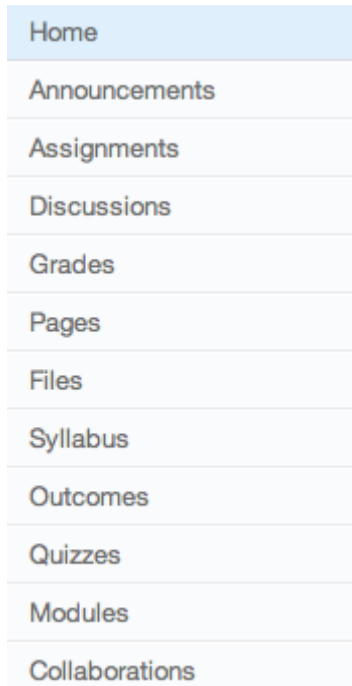 Home
Announcements
Assignments
Discussions
Grades
Pages
Files
Syllabus
Outcomes
Quizzes
Modules
Collaborations